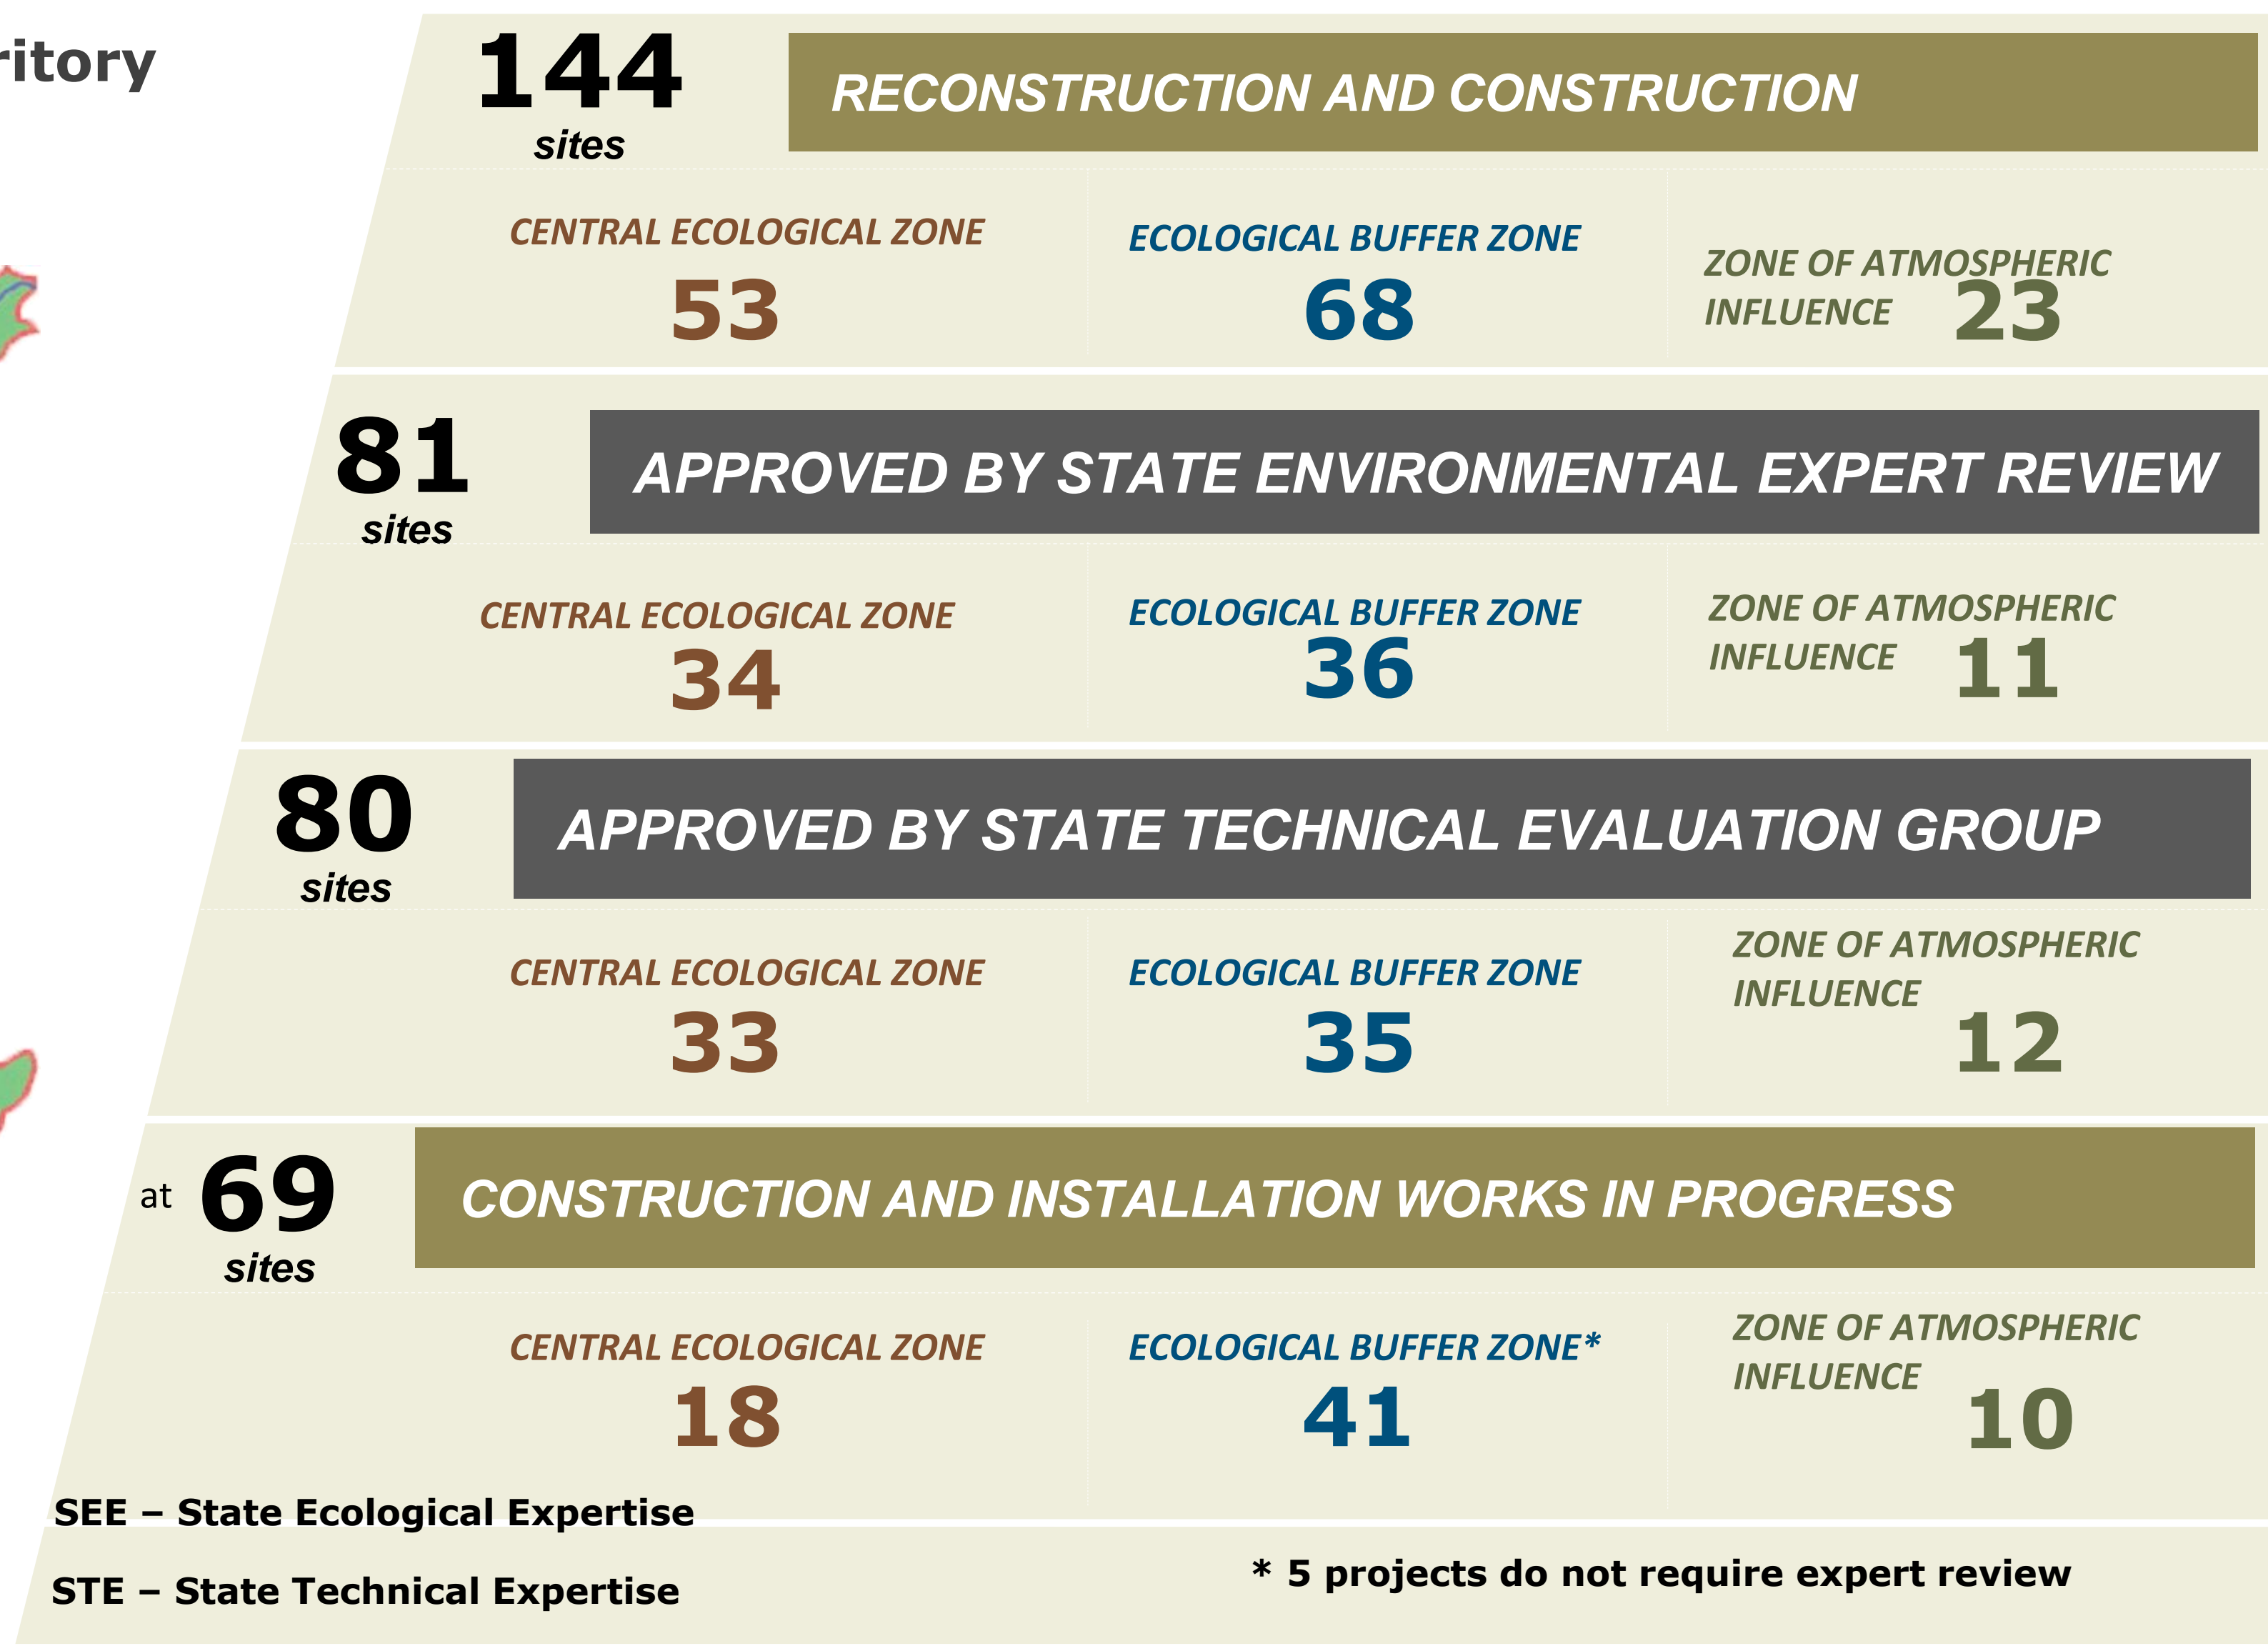 ritory
144
sites
RECONSTRUCTION AND CONSTRUCTION
CENTRAL ECOLOGICAL ZONE
53
ECOLOGICAL BUFFER ZONE
68
ZONE OF ATMOSPHERIC
INFLUENCE 23
81
sites
APPROVED BY STATE ENVIRONMENTAL EXPERT REVIEW
CENTRAL ECOLOGICAL ZONE
34
ECOLOGICAL BUFFER ZONE
36
ZONE OF ATMOSPHERIC
INFLUENCE 11
80
sites
APPROVED BY STATE TECHNICAL EVALUATION GROUP
CENTRAL ECOLOGICAL ZONE
33
ECOLOGICAL BUFFER ZONE
35
ZONE OF ATMOSPHERIC
INFLUENCE
12
at 69
sites
CONSTRUCTION AND INSTALLATION WORKS IN PROGRESS
CENTRAL ECOLOGICAL ZONE
18
ECOLOGICAL BUFFER ZONE*
41
ZONE OF ATMOSPHERIC
INFLUENCE
10
SEE – State Ecological Expertise
STE – State Technical Expertise
* 5 projects do not require expert review